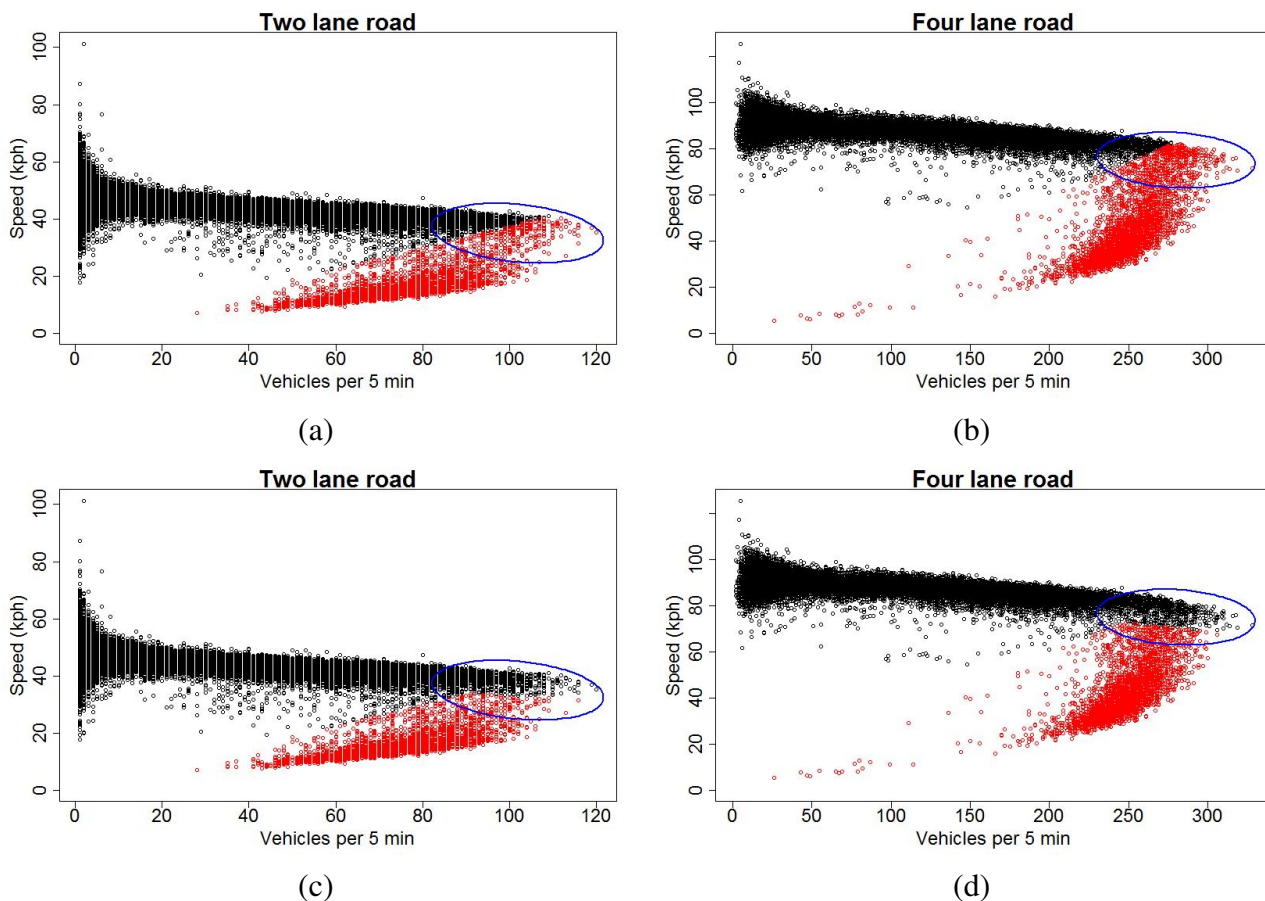 Two lane road
Speed (kph)
100
80
60
40
20
0
0 20 40 60 80 100 120
Vehicles per 5 min
(a)
Four lane road
Speed (kph)
100
80
60
40
20
0
0 50 100 150 200 250 300
Vehicles per 5 min
(b)
Two lane road
Speed (kph)
100
80
60
40
20
0
0 20 40 60 80 100 120
Vehicles per 5 min
(c)
Four lane road
Speed (kph)
100
80
60
40
20
0
0 50 100 150 200 250 300
Vehicles per 5 min
(d)